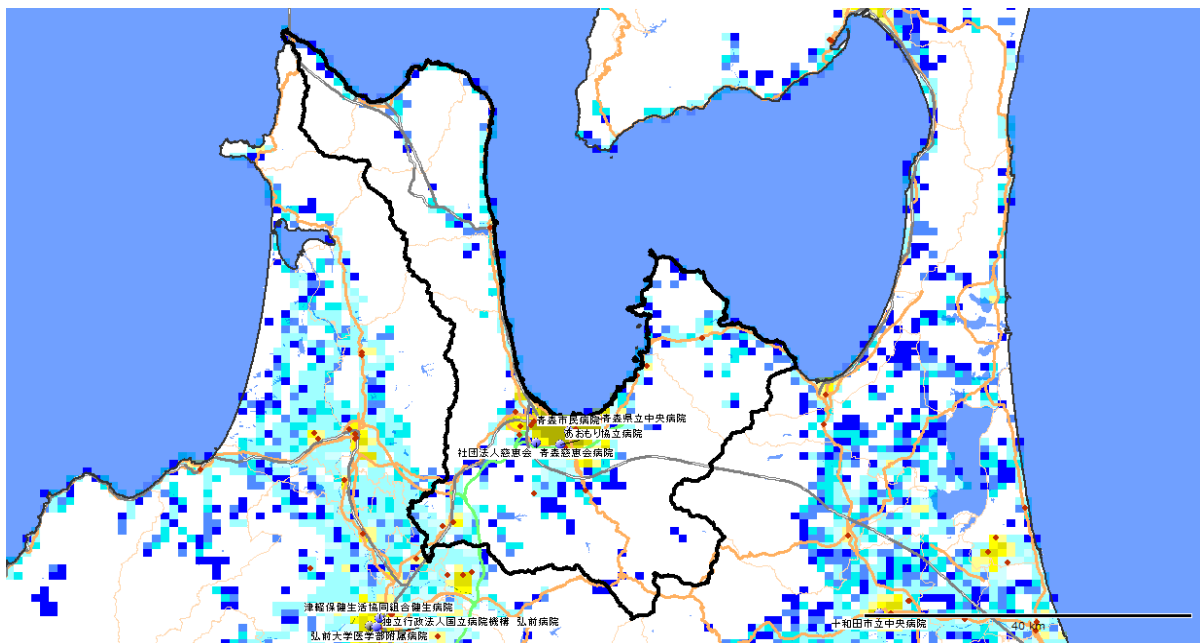 青森市民病院
青森県立中央病院
あおもり協立病院
社団法人慈恵会 青森慈恵会病院
津軽保健生活協同組合健生病院
独立行政法人国立病院機構 弘前病院
弘前大学医学部附属病院
十和田市立中央病院
40 km